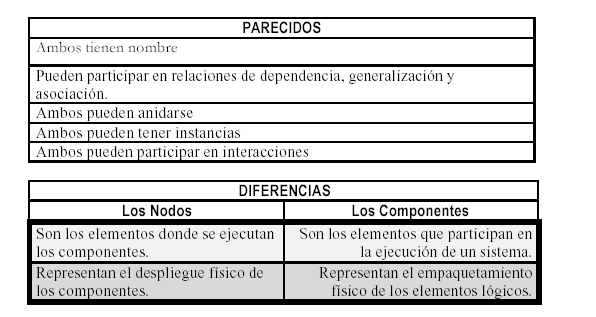 PARECIDOS
Ambos tienen nombre
Pueden participar en relaciones de dependencia, generalización y
asociación.
Ambos pueden anidarse
Ambos pueden tener instancias
Ambos pueden participar en interacciones
DIFERENCIAS
Los Nodos
Los Componentes
Son los elementos donde se ejecutan
los componentes.
Son los elementos que participan en
la ejecución de un sistema.
Representan el despliegue físico de
los componentes.
Representan el empaquetamiento
físico de los elementos lógicos.